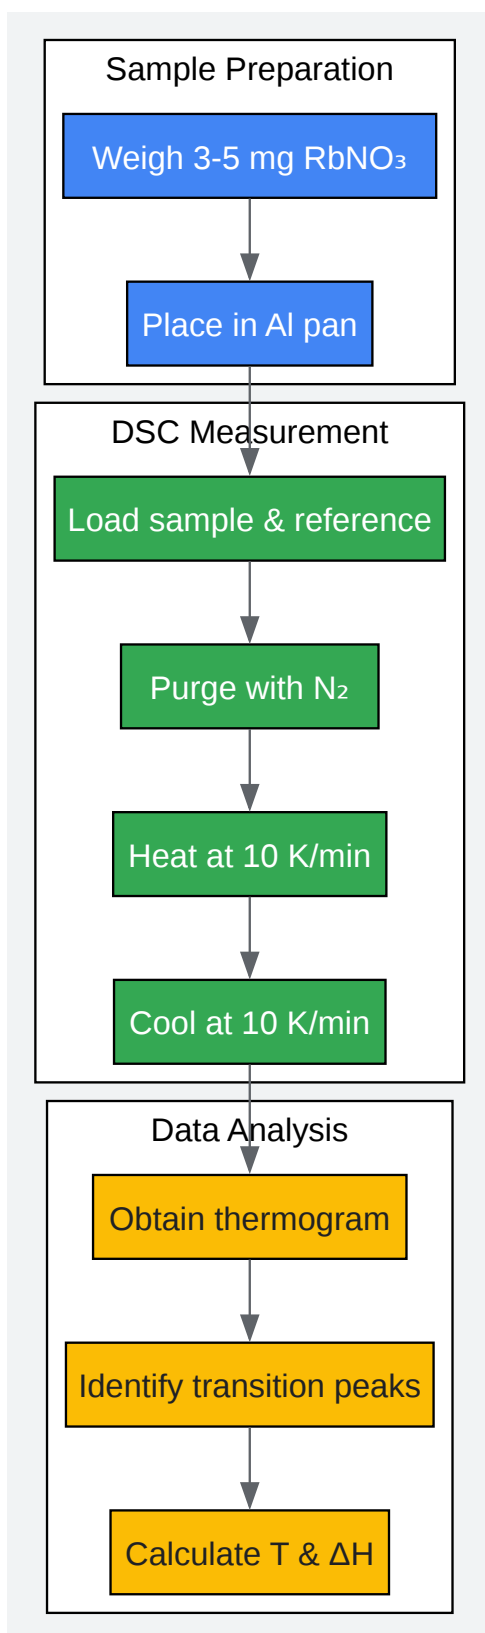 Sample Preparation
Weigh 3-5 mg RbNO₃
Place in Al pan
DSC Measurement
Load sample & reference
Purge with N₂
Heat at 10 K/min
Cool at 10 K/min
Data Analysis
Obtain thermogram
Identify transition peaks
Calculate T & ΔH